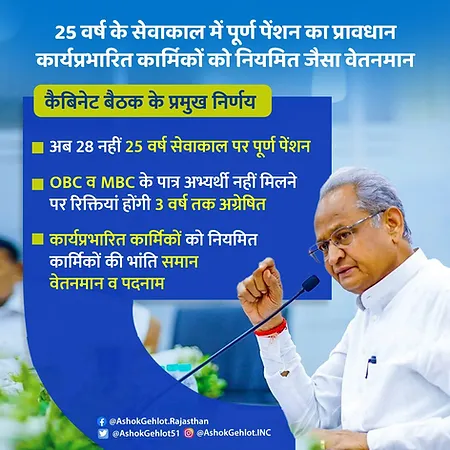 25 वर्ष के सेवाकाल में पूर्ण पेंशन का प्रावधान
कार्यप्रभारित कार्मिकों को नियमित जैसा वेतनमान
कैबिनेट बैठक के प्रमुख निर्णय
अब 28 नहीं 25 वर्ष सेवाकाल पर पूर्ण पेंशन
OBC व MBC के पात्र अभ्यर्थी नहीं मिलने
पर रिक्तियां होंगी 3 वर्ष तक अग्रेषित
कार्यप्रभारित कार्मिकों को नियमित
कार्मिकों की भांति समान
वेतनमान व पदनाम
@AshokGehlot.Rajasthan
@AshokGehlot51 @AshokGehlot.INC